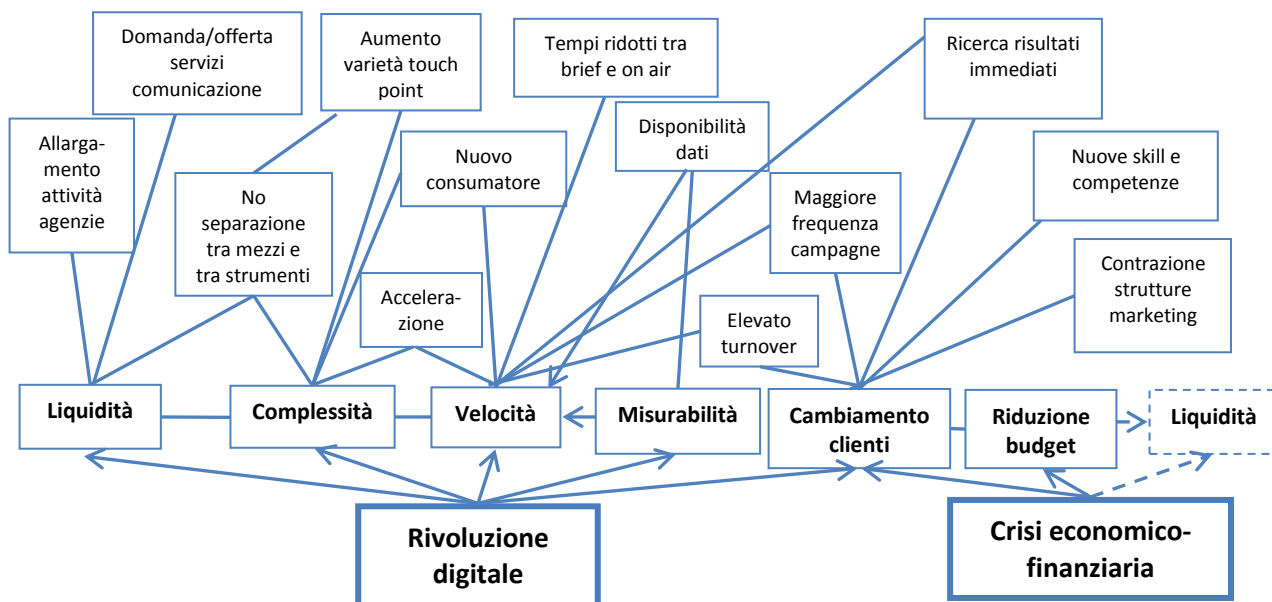 Domanda/offerta
servizi
comunicazione
Aumento
varietà touch
point
Tempi ridotti tra
brief e on air
Ricerca risultati
immediati
Allarga-
mento
attività
agenzie
No
separazione
tra mezzi e
tra strumenti
Nuovo
consumatore
Disponibilità
dati
Maggiore
frequenza
campagne
Nuove skill e
competenze
Accelera-
zione
Elevato
turnover
Contrazione
strutture
marketing
Liquidità
Complessità
Velocità
Misurabilità
Cambiamento
clienti
Riduzione
budget
Liquidità
Rivoluzione
digitale
Crisi economico-
finanziaria